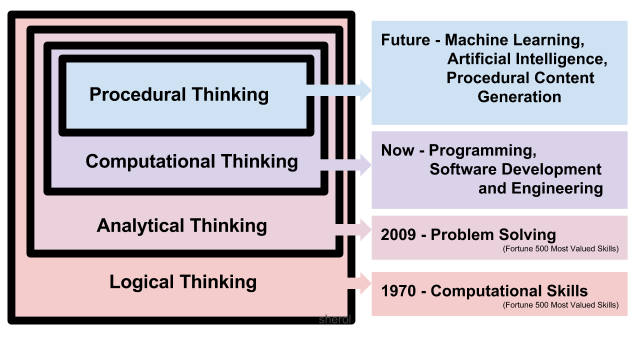 Procedural Thinking
Computational Thinking
Analytical Thinking
Logical Thinking
sherol
Future - Machine Learning,
Artificial Intelligence,
Procedural Content
Generation
Now - Programming,
Software Development
and Engineering
2009 - Problem Solving
(Fortune 500 Most Valued Skills)
1970 - Computational Skills
(Fortune 500 Most Valued Skills)